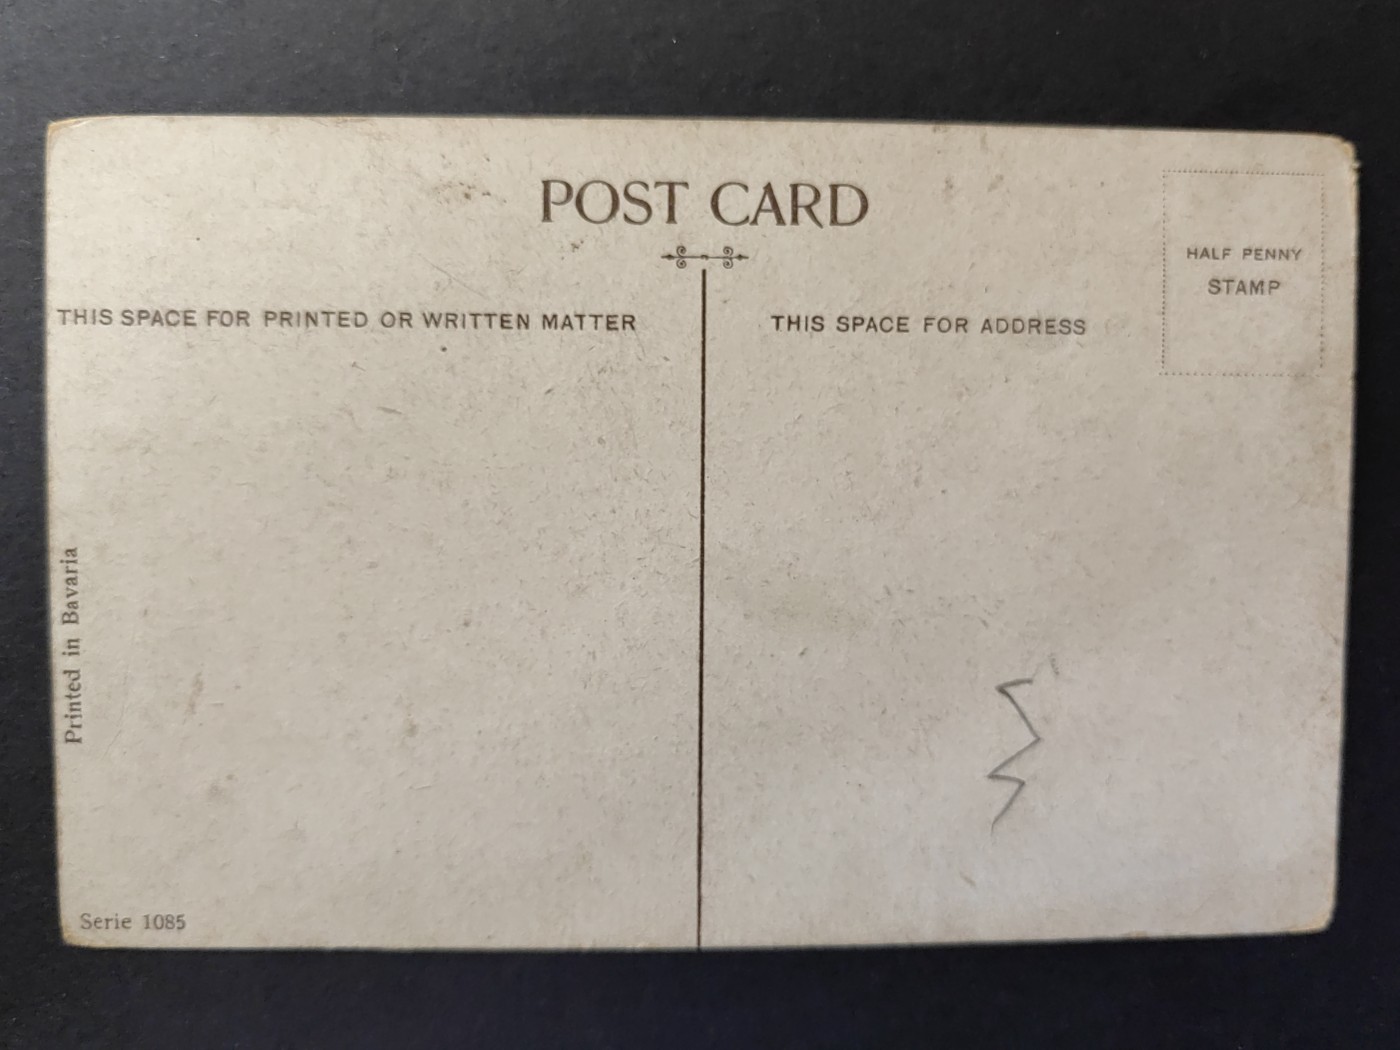 POST CARD
HALF PENNY
STAMP
THIS SPACE FOR PRINTED OR WRITTEN MATTER
THIS SPACE FOR ADDRESS
Printed in Bavaria
Serie 1085